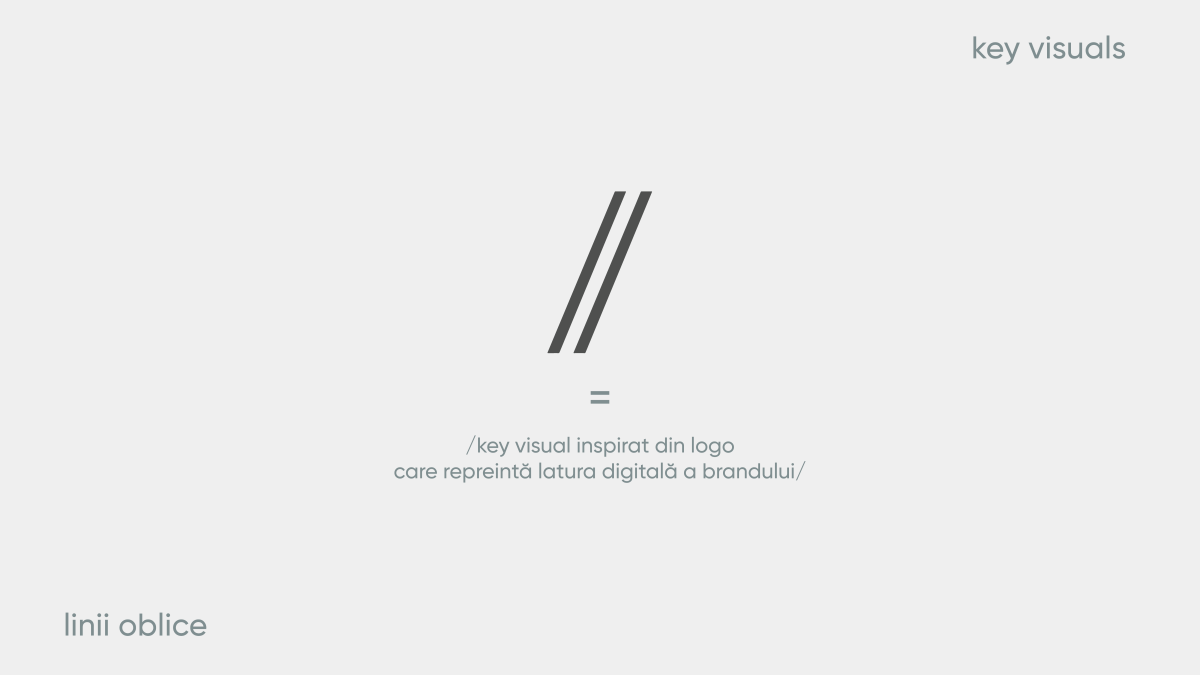 key visuals
//
=
/key visual inspirat din logo
care repreintă latura digitală a brandului/
linii oblice